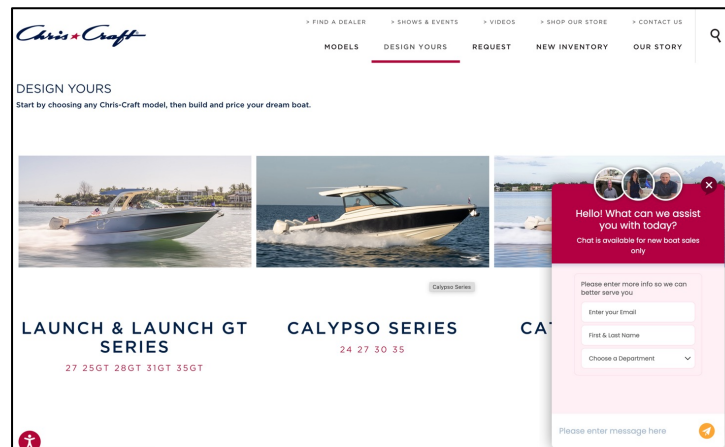 > FIND A DEALER
> SHOWS & EVENTS
> VIDEOS
> SHOP OUR STORE
> CONTACT US
Chris★Craft
MODELS
DESIGN YOURS
REQUEST
NEW INVENTORY
OUR STORY
DESIGN YOURS
Start by choosing any Chris-Craft model, then build and price your dream boat.
Calypso Series
LAUNCH & LAUNCH GT
SERIES
27 25GT 28GT 31GT 35GT
CALYPSO SERIES
24 27 30 35
CAT
Hello! What can we assist
you with today?
Chat is available for new boat sales
only
Please enter more info so we can
better serve you
Enter your Email
First & Last Name
Choose a Department
Please enter message here